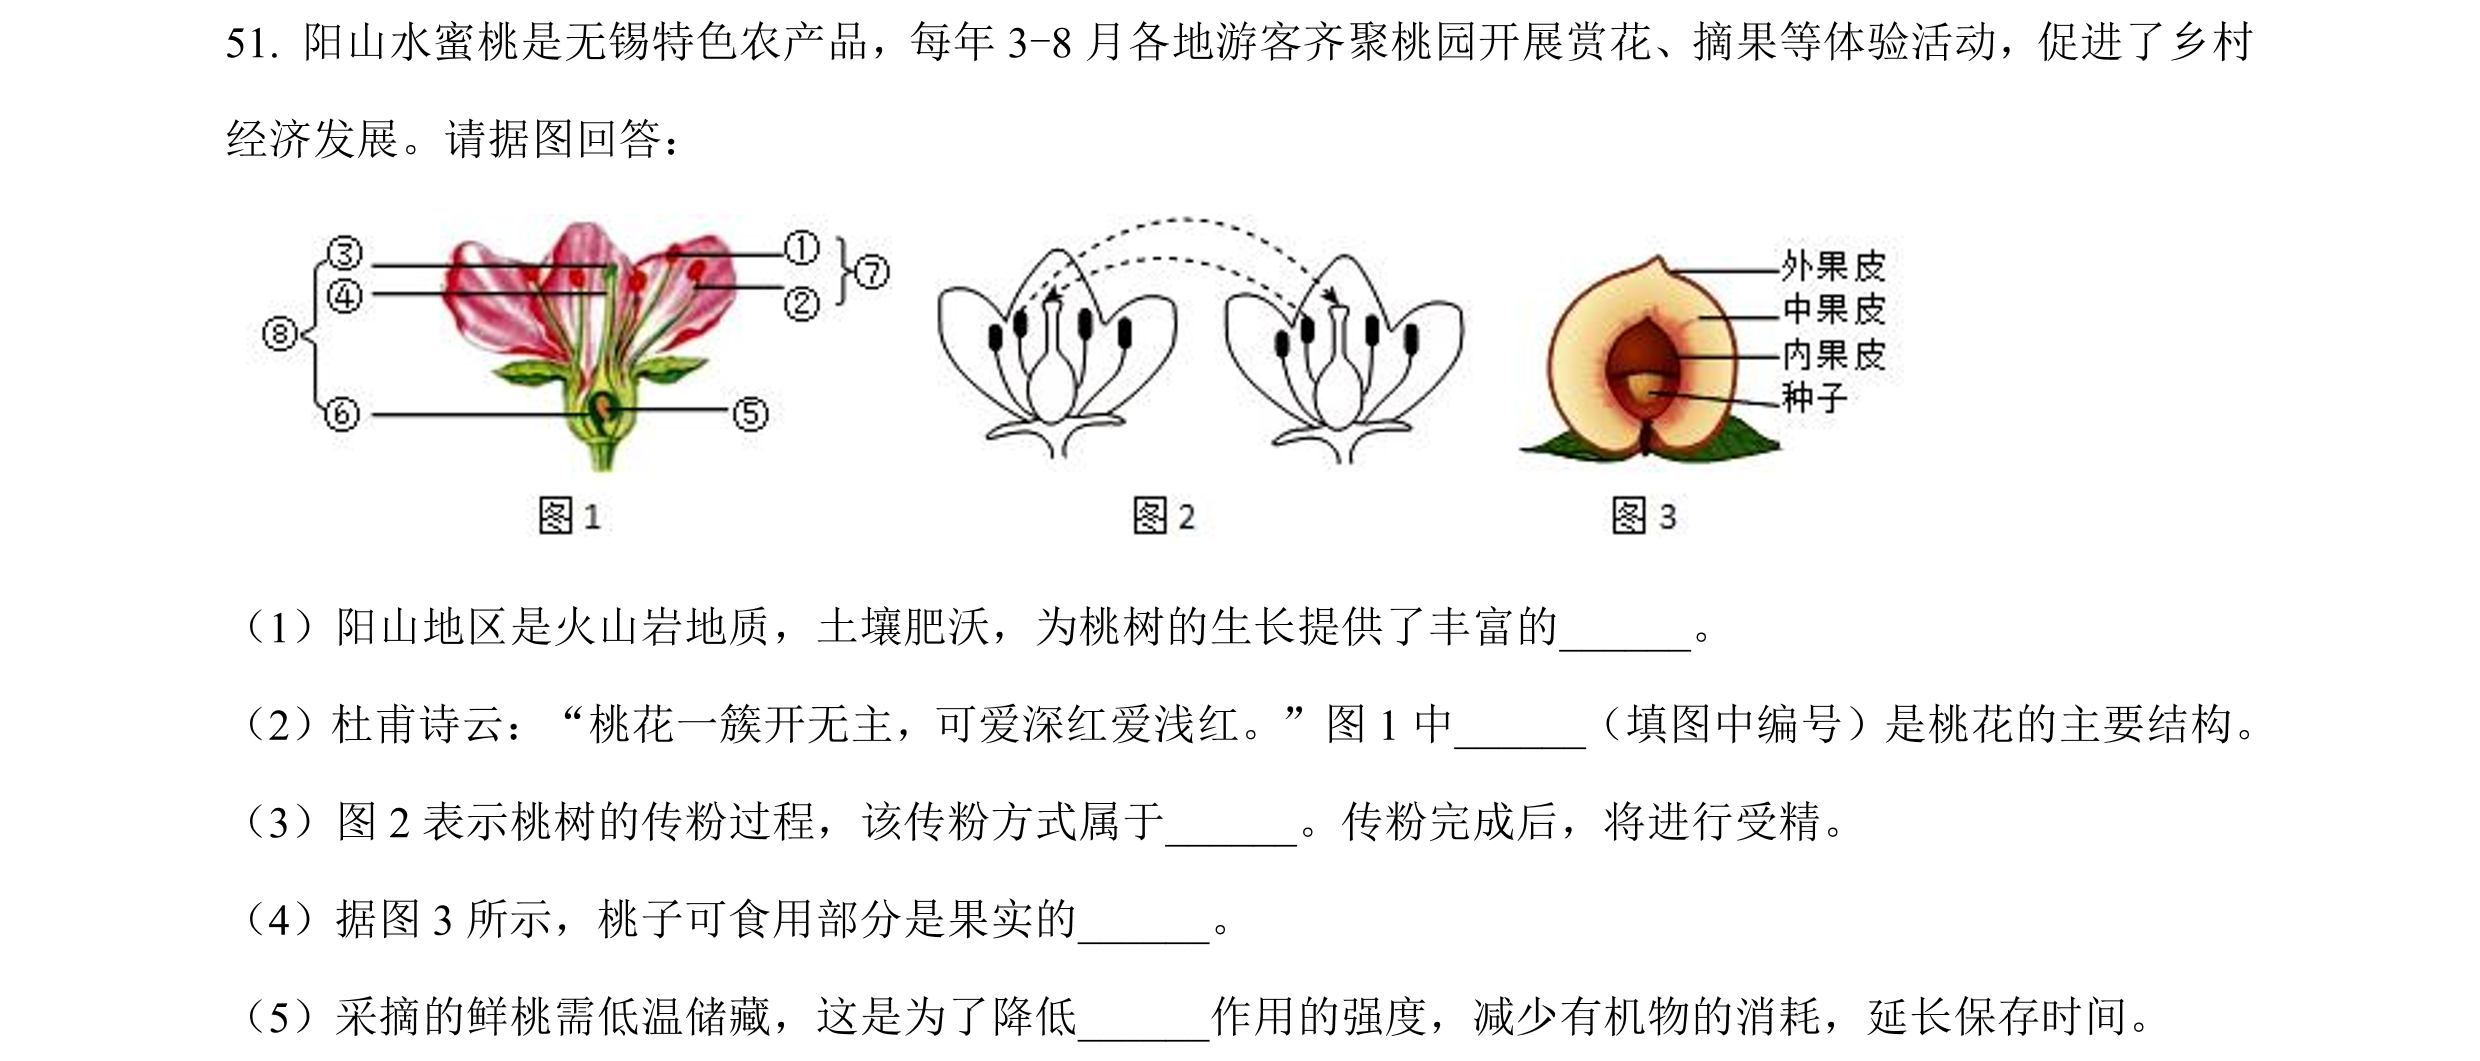 51. 阳山水蜜桃是无锡特色农产品，每年 3-8 月各地游客齐聚桃园开展赏花、摘果等体验活动，促进了乡村
经济发展。请据图回答：
③
④
⑧
⑥
①
②
⑦
⑤
外果皮
中果皮
内果皮
种子
图 1
图 2
图 3
（1）阳山地区是火山岩地质，土壤肥沃，为桃树的生长提供了丰富的______。
（2）杜甫诗云：“桃花一簇开无主，可爱深红爱浅红。”图 1 中______（填图中编号）是桃花的主要结构。
（3）图 2 表示桃树的传粉过程，该传粉方式属于______。传粉完成后，将进行受精。
（4）据图 3 所示，桃子可食用部分是果实的______。
（5）采摘的鲜桃需低温储藏，这是为了降低______作用的强度，减少有机物的消耗，延长保存时间。